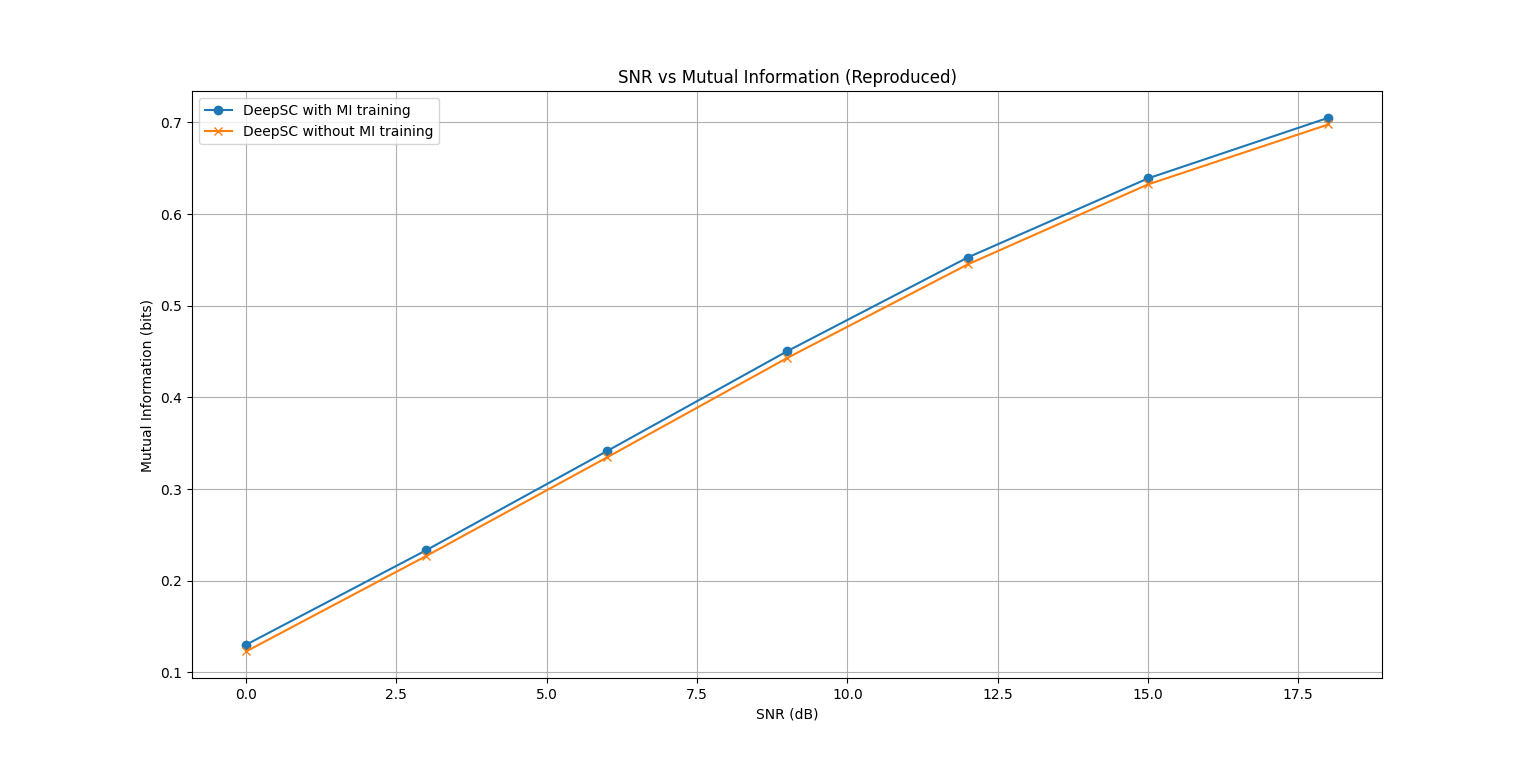 SNR vs Mutual Information (Reproduced)
DeepSC with MI training
DeepSC without MI training
Mutual Information (bits)
0.7
0.6
0.5
0.4
0.3
0.2
0.1
0.0 2.5 5.0 7.5 10.0 12.5 15.0 17.5
SNR (dB)